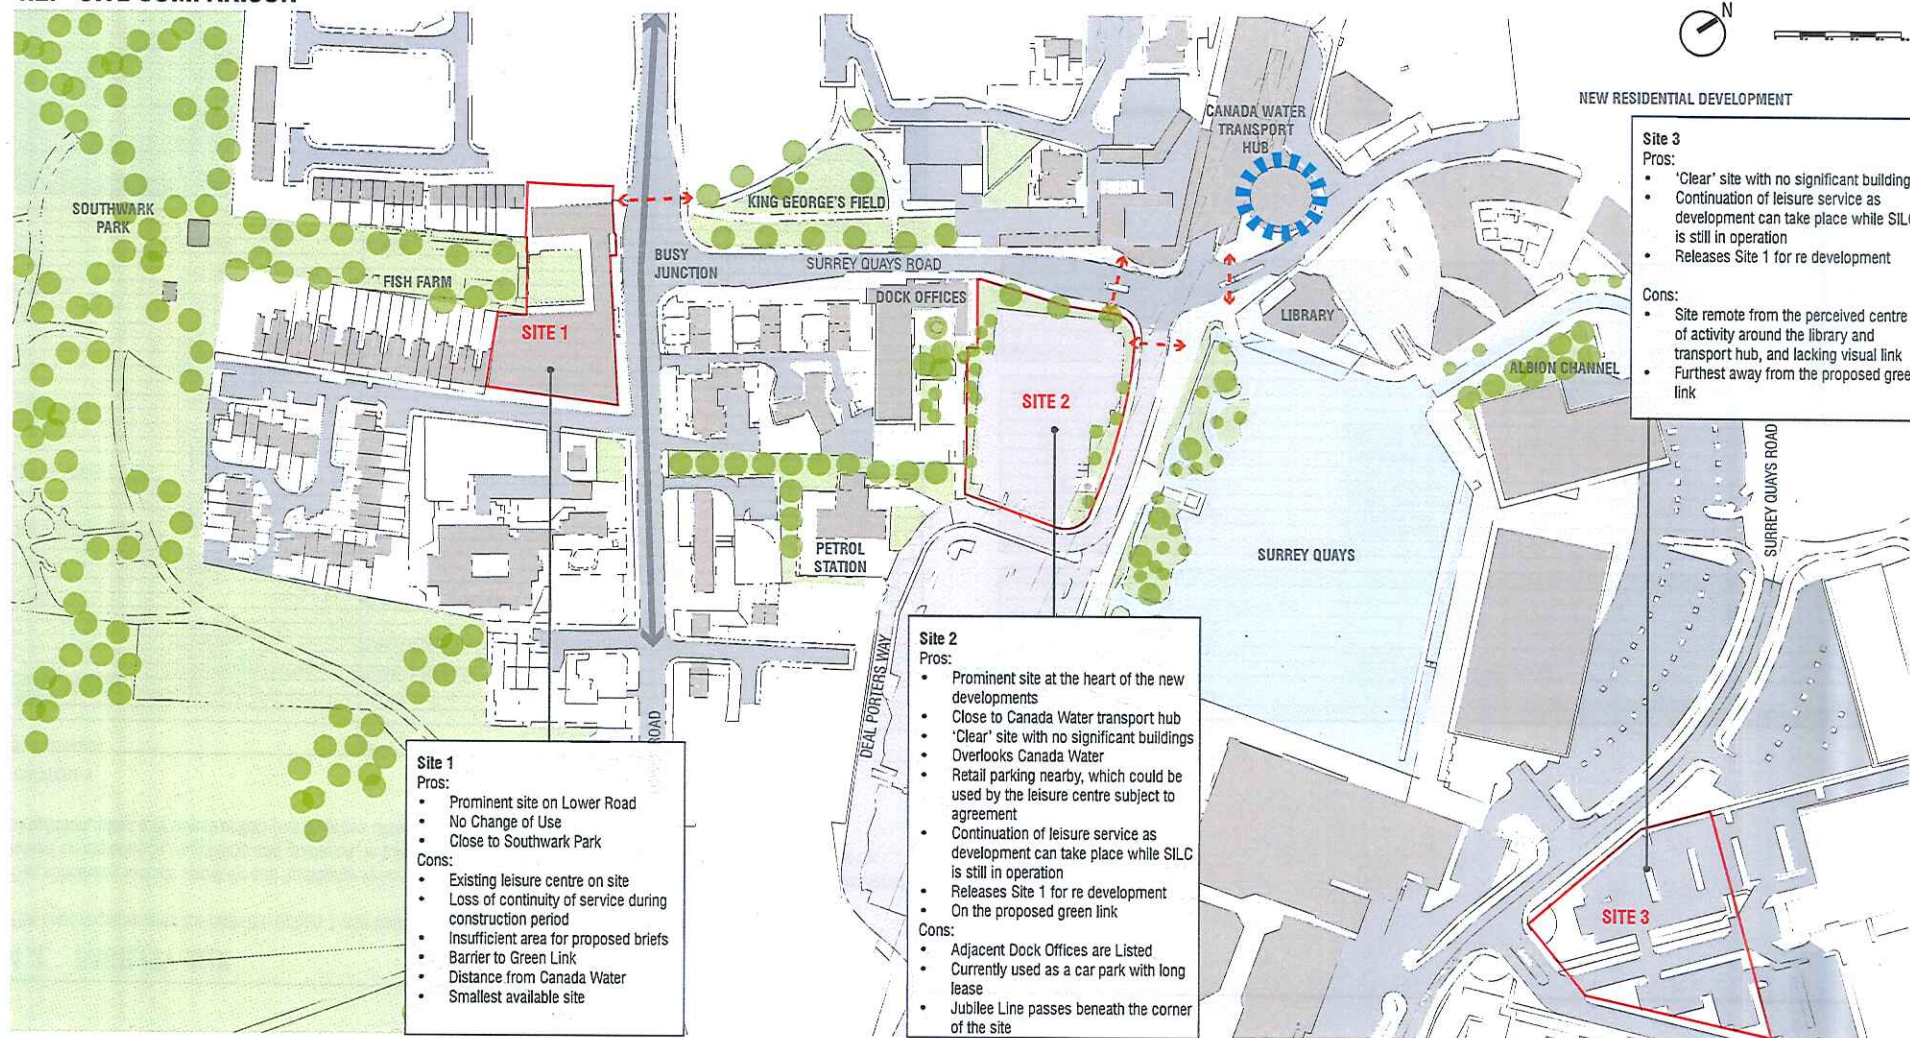 SITE COMPARISON
N
NEW RESIDENTIAL DEVELOPMENT
CANADA WATER
TRANSPORT
HUB
SOUTHWARK
PARK
KING GEORGE'S FIELD
BUSY
JUNCTION
SURREY QUAYS ROAD
FISH FARM
DOCK OFFICES
LIBRARY
SITE 1
ALBION CHANNEL
SITE 2
SURREY QUAYS ROAD
PETROL
STATION
SURREY QUAYS
DEAL PORTERS WAY
ROAD
SITE 3
Site 1
Pros:
• Prominent site on Lower Road
• No Change of Use
• Close to Southwark Park
Cons:
• Existing leisure centre on site
• Loss of continuity of service during
construction period
• Insufficient area for proposed briefs
• Barrier to Green Link
• Distance from Canada Water
• Smallest available site
Site 2
Pros:
• Prominent site at the heart of the new
developments
• Close to Canada Water transport hub
• 'Clear' site with no significant buildings
• Overlooks Canada Water
• Retail parking nearby, which could be
used by the leisure centre subject to
agreement
• Continuation of leisure service as
development can take place while SILC
is still in operation
• Releases Site 1 for re development
• On the proposed green link
Cons:
• Adjacent Dock Offices are Listed
• Currently used as a car park with long
lease
• Jubilee Line passes beneath the corner
of the site
Site 3
Pros:
• 'Clear' site with no significant building
• Continuation of leisure service as
development can take place while SILC
is still in operation
• Releases Site 1 for re development
Cons:
• Site remote from the perceived centre
of activity around the library and
transport hub, and lacking visual link
• Furthest away from the proposed gree
link